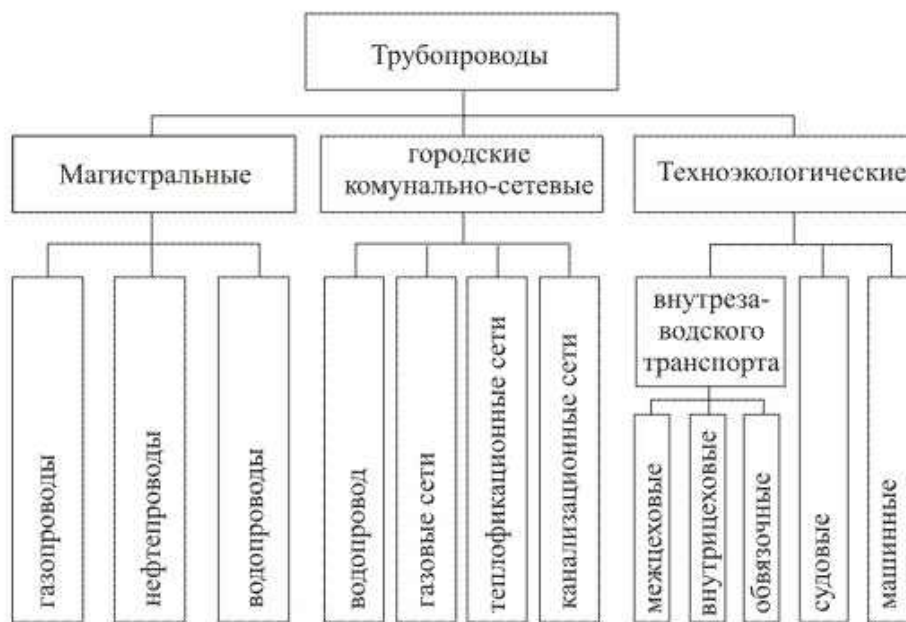 Трубопроводы
Магистральные
городские
комунально-сетевые
Техноэкологические
газопроводы
нефтепроводы
водопроводы
водопровод
газовые сети
теплофикационные сети
канализационные сети
внутреза-
водского
транспорта
межцеховые
внутрицеховые
обвязочные
судовые
машинные